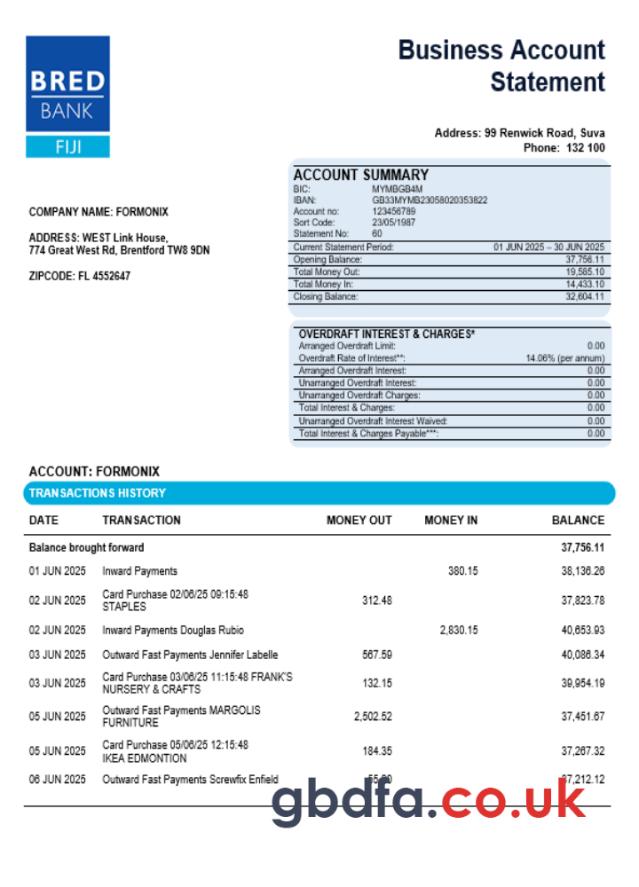 BRED
BANK
FIJI
Business Account
Statement
Address: 99 Renwick Road, Suva
Phone: 132 100
COMPANY NAME: FORMONIX
ADDRESS: WEST Link House,
774 Great West Rd, Brentford TW8 9DN
ZIPCODE: FL 4552647
ACCOUNT SUMMARY
BIC: MYMBGB4M
IBAN: GB33MYMB23058020353822
Account no: 123456789
Sort Code: 23/05/1987
Statement No: 60
Current Statement Period: 01 JUN 2025 – 30 JUN 2025
Opening Balance: 37,756.11
Total Money Out: 19,585.10
Total Money In: 14,433.10
Closing Balance: 32,604.11
OVERDRAFT INTEREST & CHARGES*
Arranged Overdraft Limit: 0.00
Overdraft Rate of Interest**: 14.06% (per annum)
Arranged Overdraft Interest: 0.00
Unarranged Overdraft Interest: 0.00
Unarranged Overdraft Charges: 0.00
Total Interest & Charges: 0.00
Unarranged Overdraft Interest Waived: 0.00
Total Interest & Charges Payable***: 0.00
ACCOUNT: FORMONIX
TRANSACTIONS HISTORY
DATE TRANSACTION MONEY OUT MONEY IN BALANCE
Balance brought forward 37,756.11
01 JUN 2025 Inward Payments 380.15 38,136.26
02 JUN 2025 Card Purchase 02/06/25 09:15:48 312.48 37,823.78
STAPLES
02 JUN 2025 Inward Payments Douglas Rubio 2,830.15 40,653.93
03 JUN 2025 Outward Fast Payments Jennifer Labelle 567.59 40,086.34
03 JUN 2025 Card Purchase 03/06/25 11:15:48 FRANK'S 132.15 39,954.19
NURSERY & CRAFTS
05 JUN 2025 Outward Fast Payments MARGOLIS 2,502.52 37,451.67
FURNITURE
05 JUN 2025 Card Purchase 05/06/25 12:15:48 184.35 37,267.32
IKEA EDMONTION
06 JUN 2025 Outward Fast Payments Screwfix Enfield 37,212.12
gbdfa.co.uk